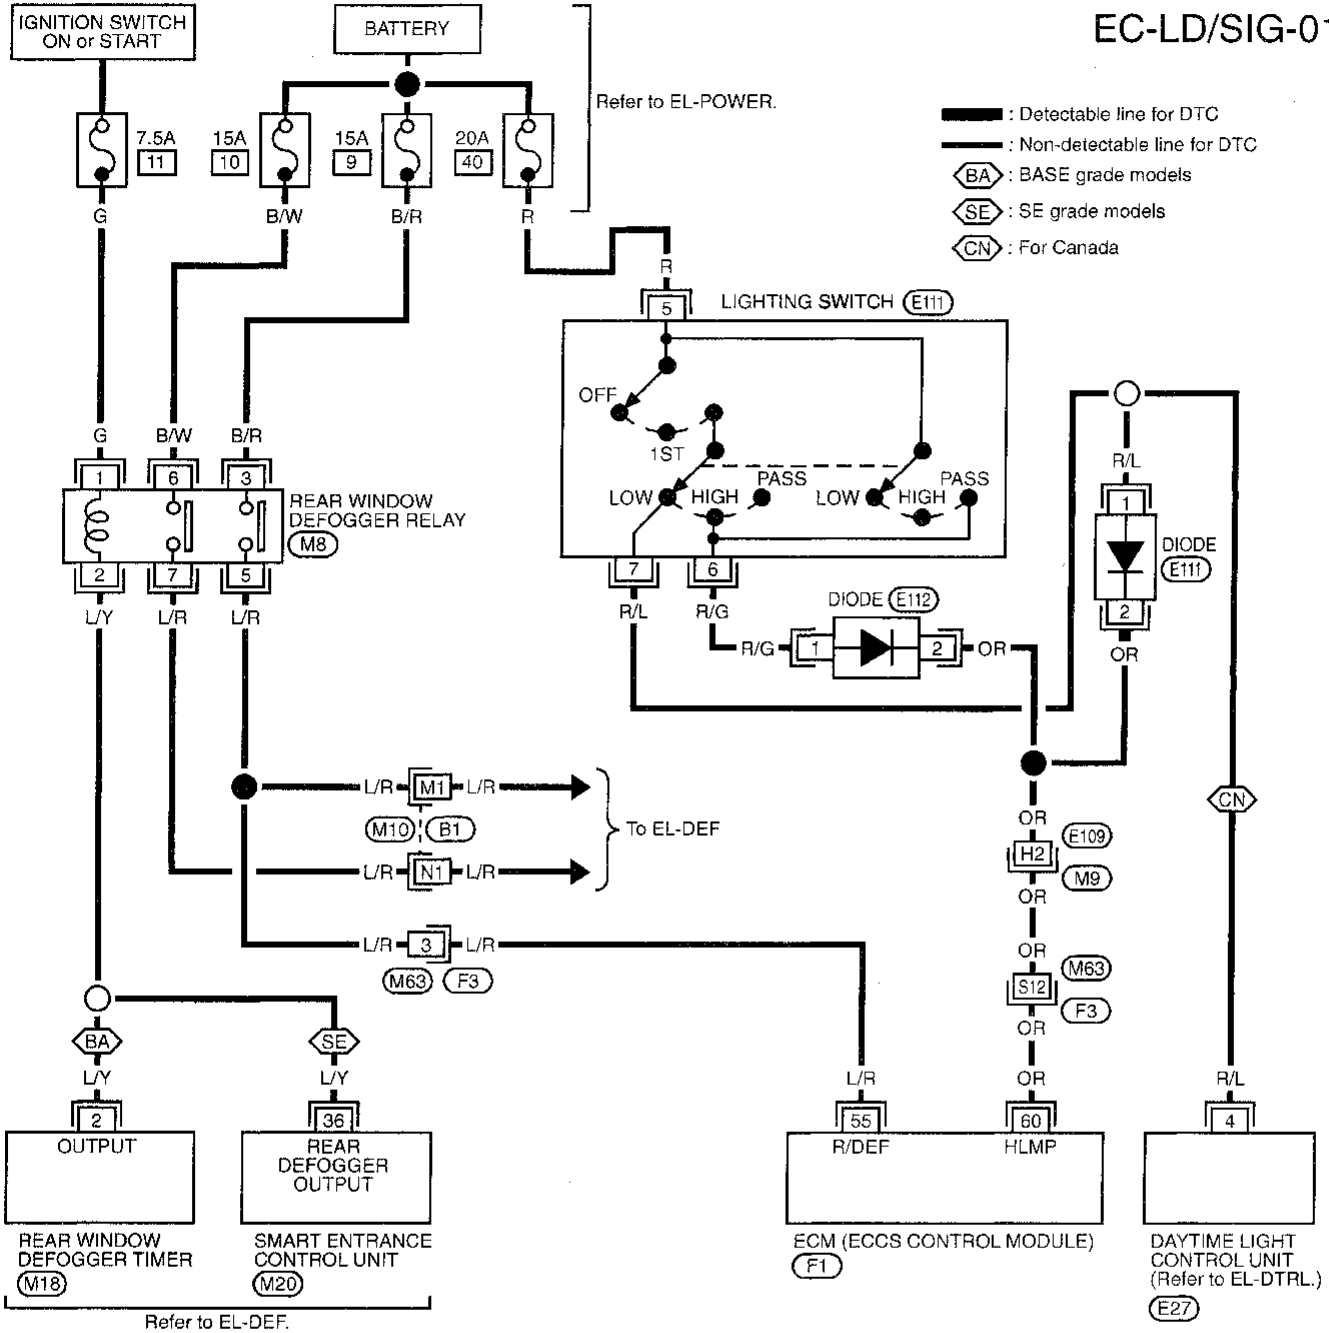 EC-LD/SIG-01
IGNITION SWITCH
ON or START
BATTERY
Refer to EL-POWER.
: Detectable line for DTC
: Non-detectable line for DTC
BA : BASE grade models
SE : SE grade models
CN : For Canada
7.5A
11
15A
10
15A
9
20A
40
G
B/W
B/R
R
R
5
LIGHTING SWITCH E111
OFF
1ST
LOW
HIGH
PASS
LOW
HIGH
PASS
7
6
R/L
R/G
G
B/W
B/R
1
6
3
REAR WINDOW
DEFOGGER RELAY
M8
2
7
5
L/Y
L/R
L/R
R/L
1
DIODE
E111
2
OR
DIODE E112
R/G
1
2
OR
L/R
M1
L/R
M10
B1
To EL-DEF
L/R
N1
L/R
L/R
3
L/R
M63
F3
OR
E109
H2
M9
OR
OR
M63
S12
F3
OR
CN
BA
SE
L/Y
L/Y
L/R
OR
R/L
2
36
55
60
4
OUTPUT
REAR
DEFOGGER
OUTPUT
R/DEF
HLMP
REAR WINDOW
DEFOGGER TIMER
M18
SMART ENTRANCE
CONTROL UNIT
M20
ECM (ECCS CONTROL MODULE)
F1
DAYTIME LIGHT
CONTROL UNIT
(Refer to EL-DTRL.)
E27
Refer to EL-DEF.